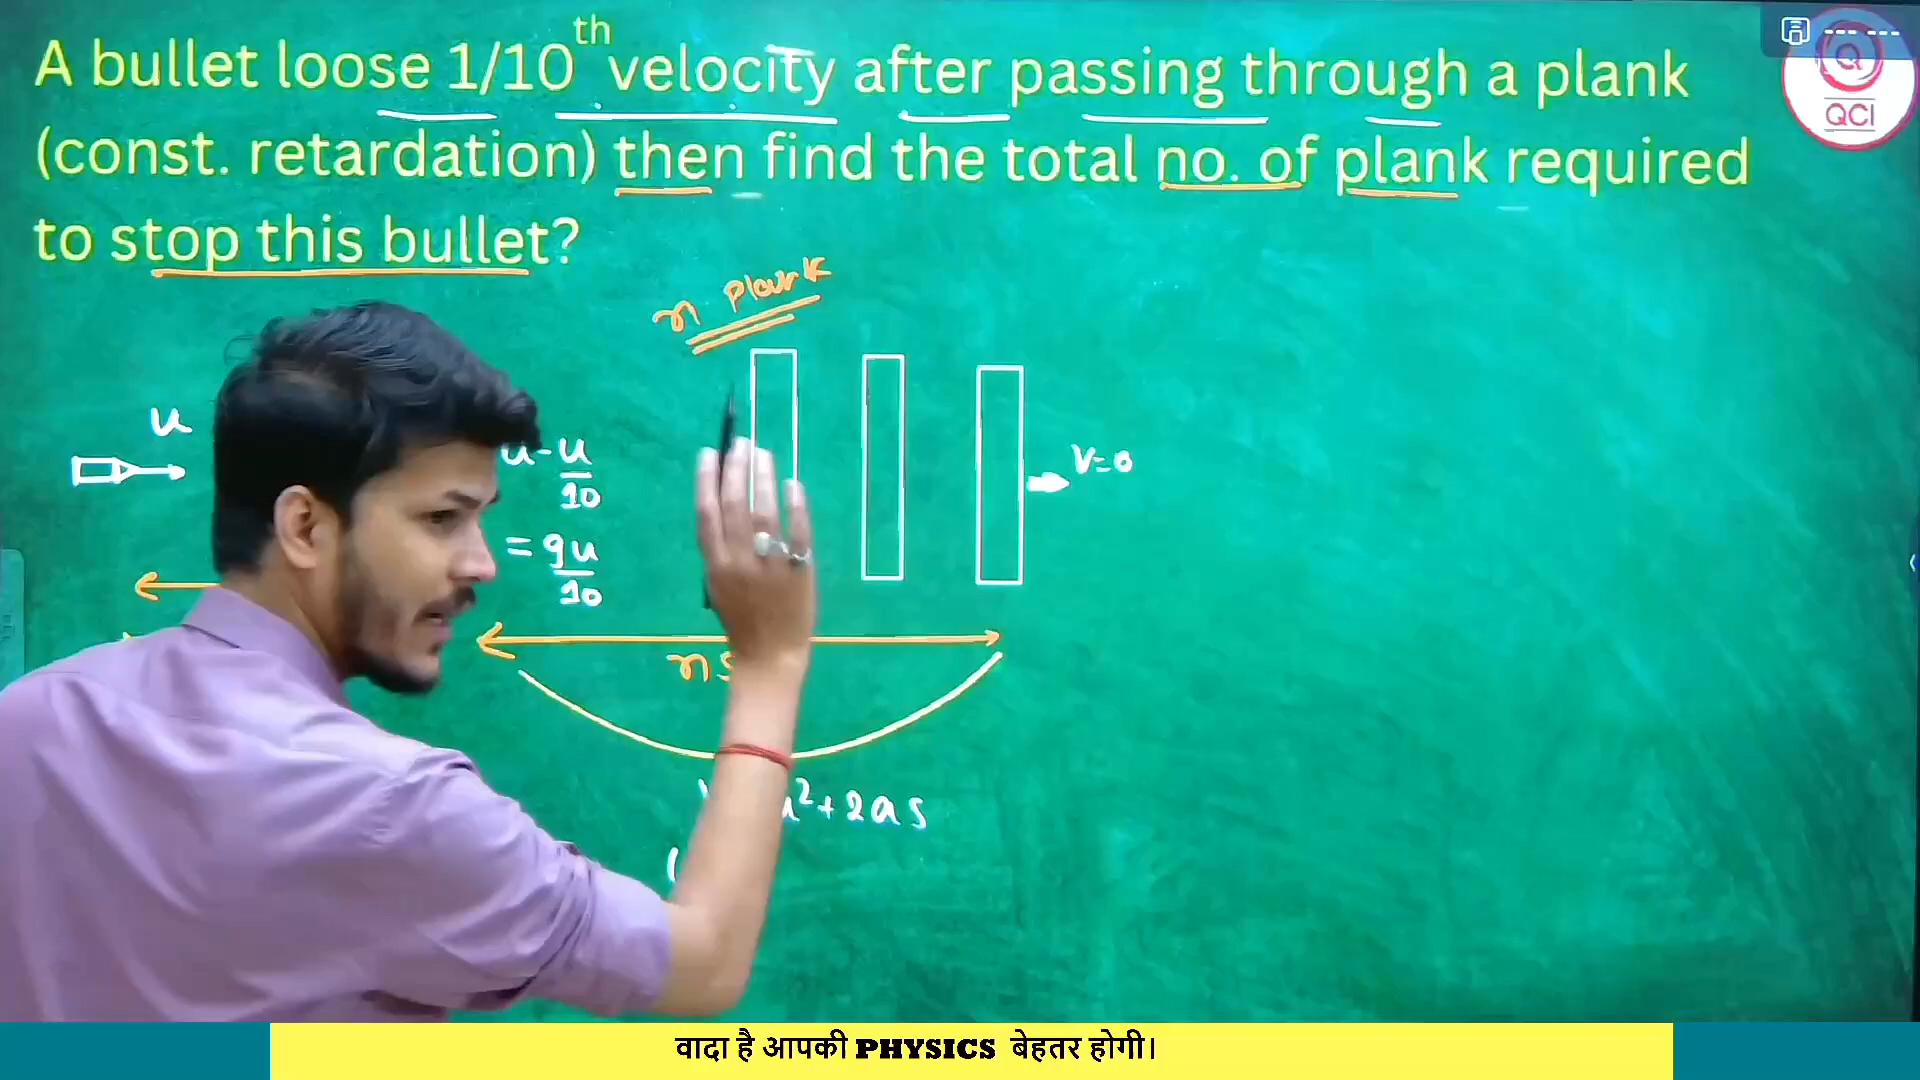 A bullet loose 1/10th velocity after passing through a plank
(const. retardation) then find the total no. of plank required
to stop this bullet?
Q
QCI
n Plank
u
u - u/10
= 9u/10
V=0
n s
u²+2as
वादा है आपकी PHYSICS बेहतर होगी।